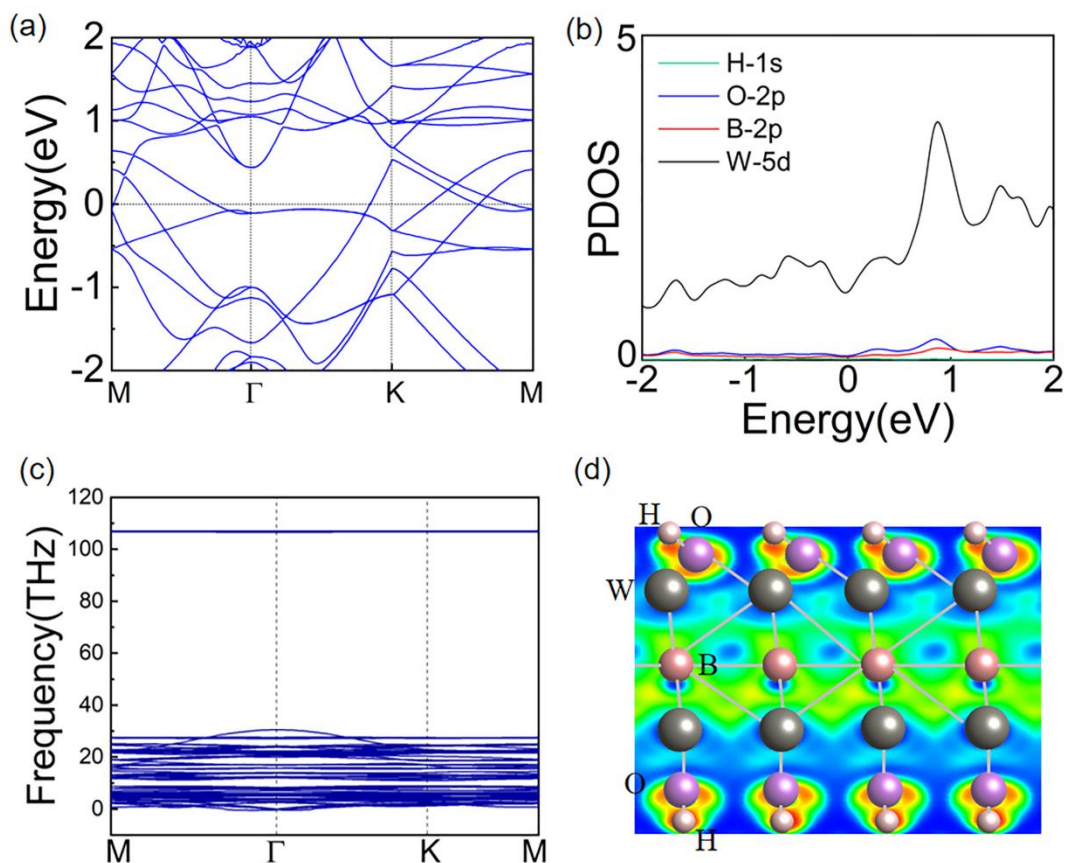 (a)
Energy(eV)
2
1
0
-1
-2
M Γ K M
(b)
PDOS
5
0
H-1s
O-2p
B-2p
W-5d
-2 -1 0 1 2
Energy(eV)
(c)
Frequency(THz)
120
100
80
60
40
20
0
M Γ K M
(d)
H O
W
B
O
H